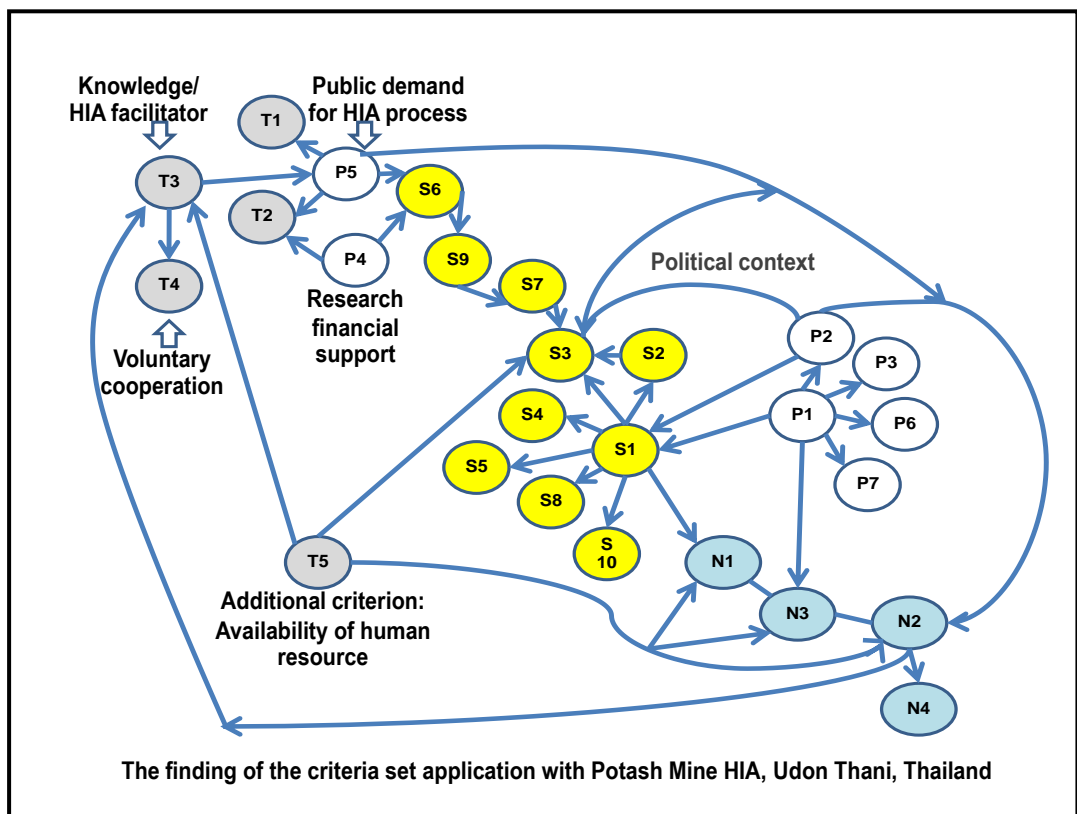 Knowledge/
HIA facilitator
Public demand
for HIA process
T1
P5
T3
S6
T2
P4
S9
T4
S7
Research
financial
support
Political context
Voluntary
cooperation
P2
S3
S2
P3
P1
P6
S4
S1
S5
P7
S8
S
10
N1
T5
N3
N2
Additional criterion:
Availability of human
resource
N4
The finding of the criteria set application with Potash Mine HIA, Udon Thani, Thailand